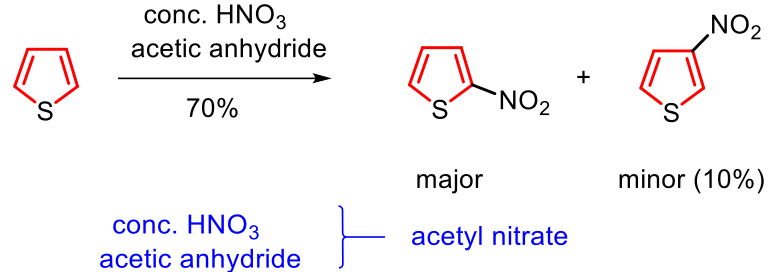 conc. HNO3
acetic anhydride
70%
S
S
NO2
+
S
NO2
major
minor (10%)
conc. HNO3
acetic anhydride
acetyl nitrate